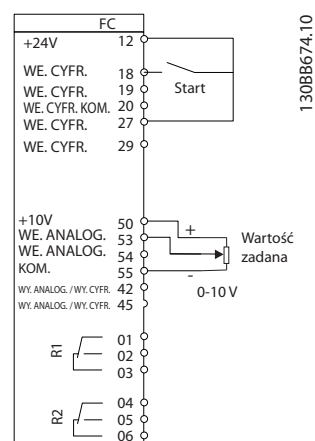 FC
+24V 12
WE. CYFR. 18
WE. CYFR. 19
WE. CYFR. KOM. 20
WE. CYFR. 27
WE. CYFR. 29
Start
+10V 50
WE. ANALOG. 53
WE. ANALOG. 54
KOM. 55
WY. ANALOG. / WY. CYFR. 42
WY. ANALOG. / WY. CYFR. 45
+
-
Wartość
zadana
0-10 V
R1
01
02
03
R2
04
05
06
130BB674.10